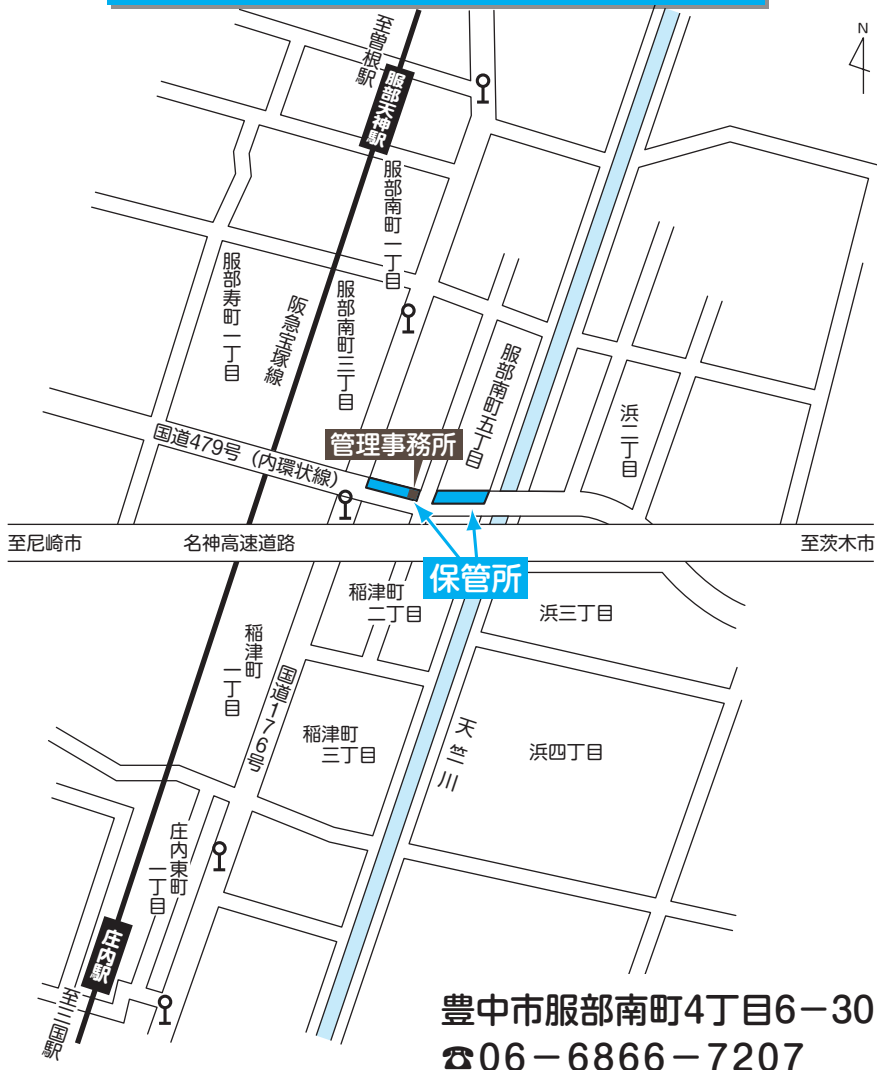 N
至曽根駅
服部天神駅
服部南町一丁目
服部寿町一丁目
阪急宝塚線
服部南町三丁目
服部南町五丁目
浜二丁目
国道479号（内環状線）
管理事務所
至尼崎市
名神高速道路
至茨木市
保管所
稲津町
二丁目
浜三丁目
稲津町
一丁目
国道176号
稲津町
三丁目
天竺川
浜四丁目
庄内東町
一丁目
庄内駅
至三国駅
豊中市服部南町4丁目6−30
☎06−6866−7207